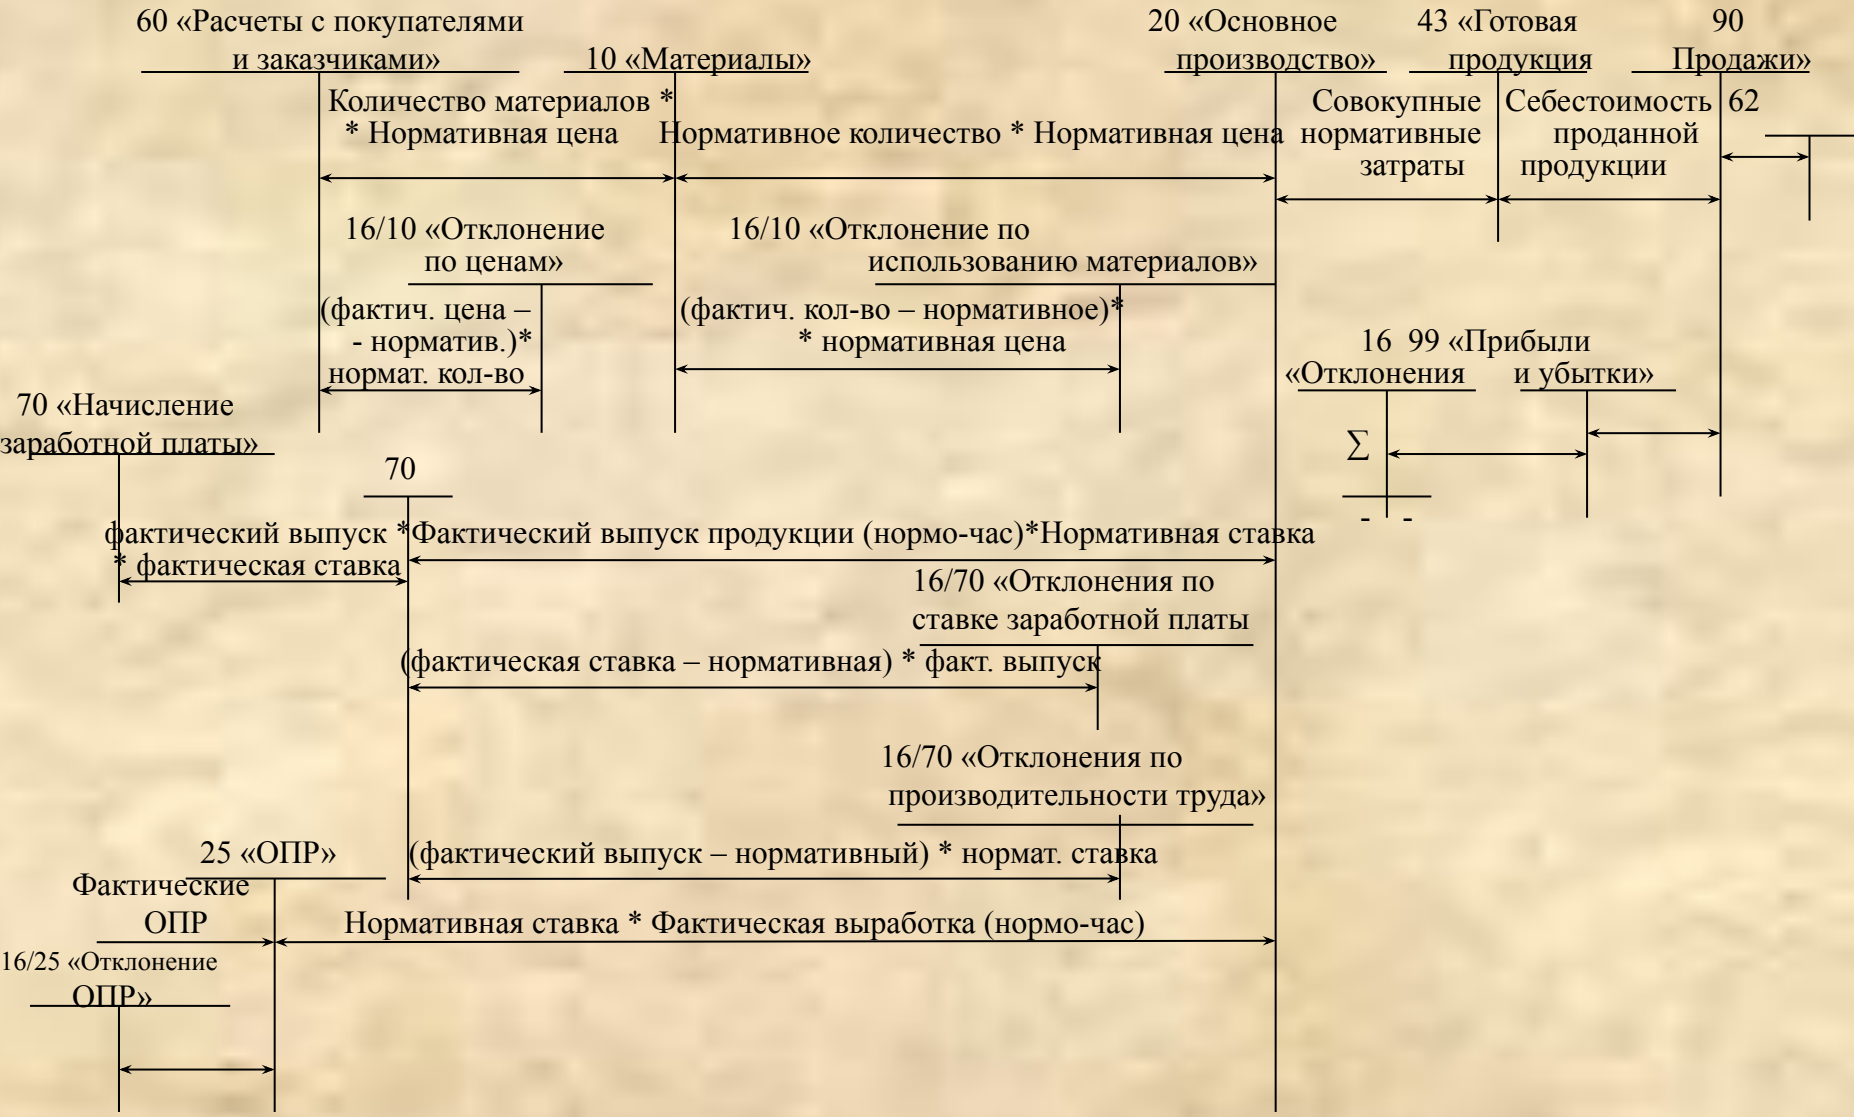 60 «Расчеты с покупателями
и заказчиками»
10 «Материалы»
20 «Основное
производство»
43 «Готовая
продукция
90
Продажи»
Количество материалов *
* Нормативная цена
Нормативное количество * Нормативная цена
Совокупные
нормативные
затраты
Себестоимость
проданной
продукции
62
16/10 «Отклонение
по ценам»
16/10 «Отклонение по
использованию материалов»
(фактич. цена –
- норматив.)*
нормат. кол-во
(фактич. кол-во – нормативное)*
* нормативная цена
16
«Отклонения
99 «Прибыли
и убытки»
∑
- -
70 «Начисление
заработной платы»
70
фактический выпуск *
* фактическая ставка
Фактический выпуск продукции (нормо-час)*Нормативная ставка
16/70 «Отклонения по
ставке заработной платы
(фактическая ставка – нормативная) * факт. выпуск
16/70 «Отклонения по
производительности труда»
(фактический выпуск – нормативный) * нормат. ставка
25 «ОПР»
Фактические
ОПР
Нормативная ставка * Фактическая выработка (нормо-час)
16/25 «Отклонение
ОПР»